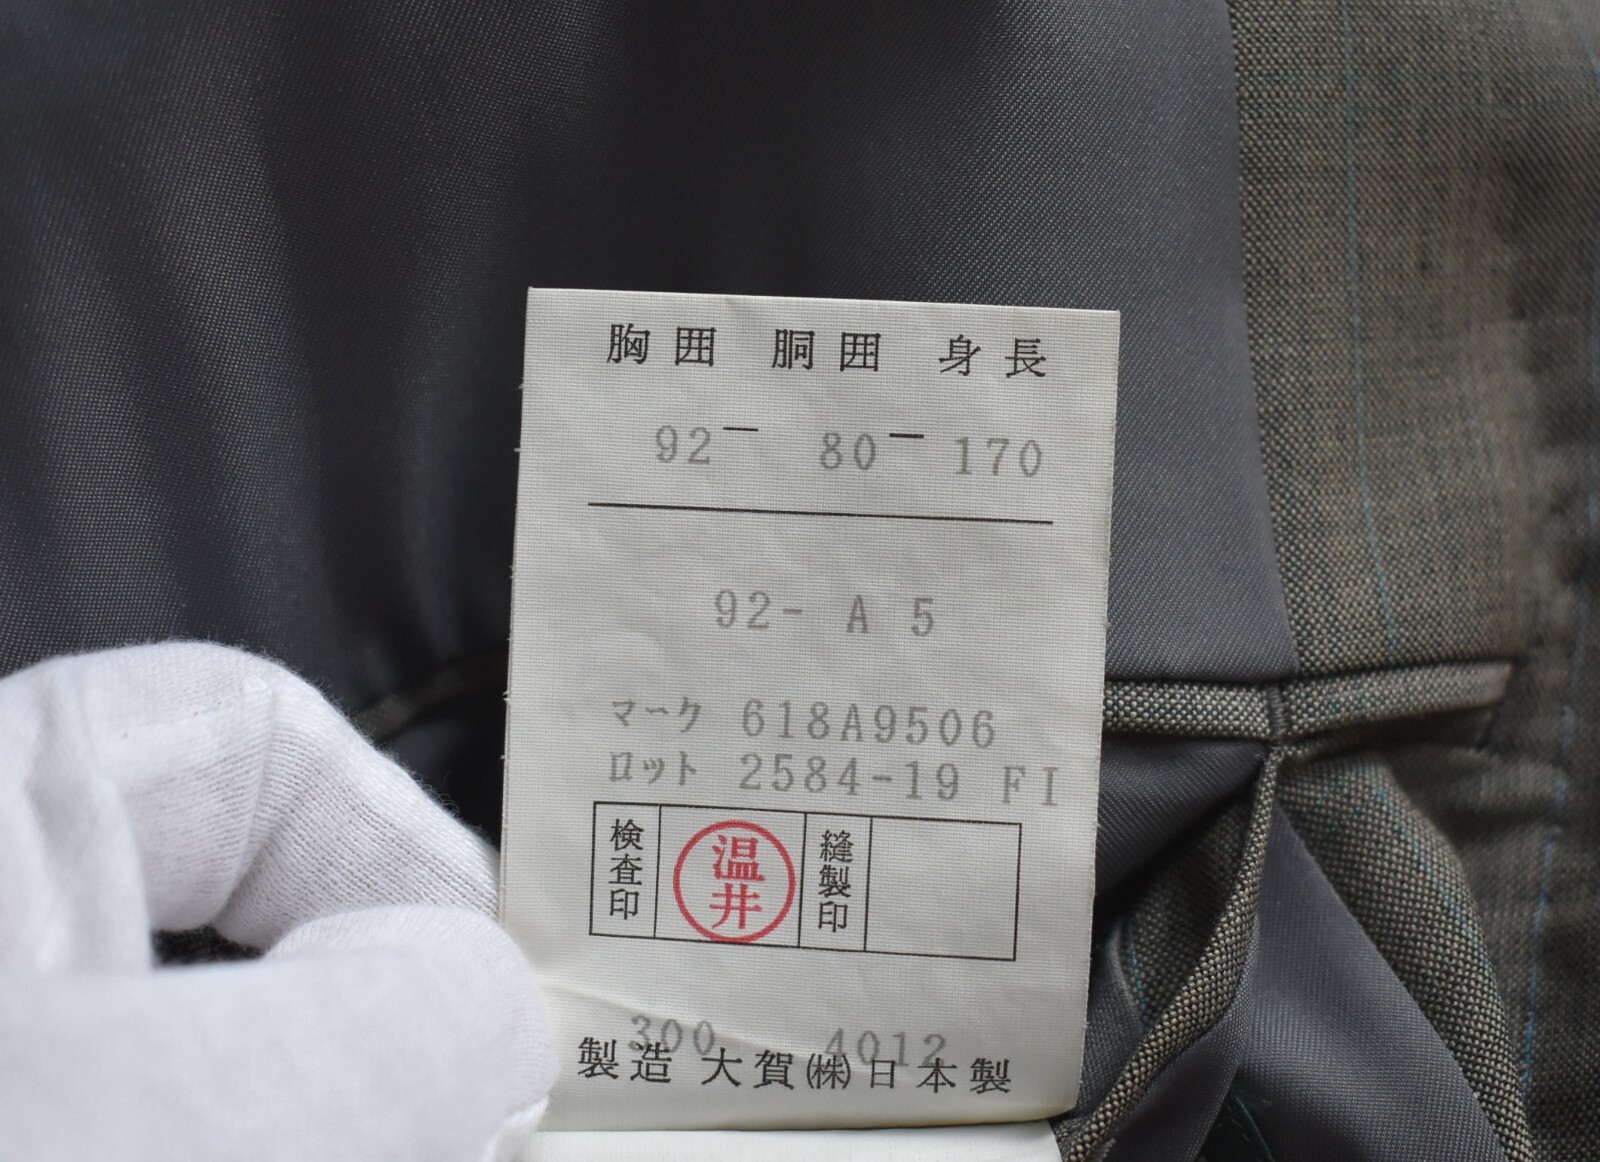 胸囲 胴囲 身長
92- 80- 170
92- A 5
マーク 618A9506
ロット 2584-19 FI
検査印 温井 縫製印
300 4012
製造 大賀㈱日本製